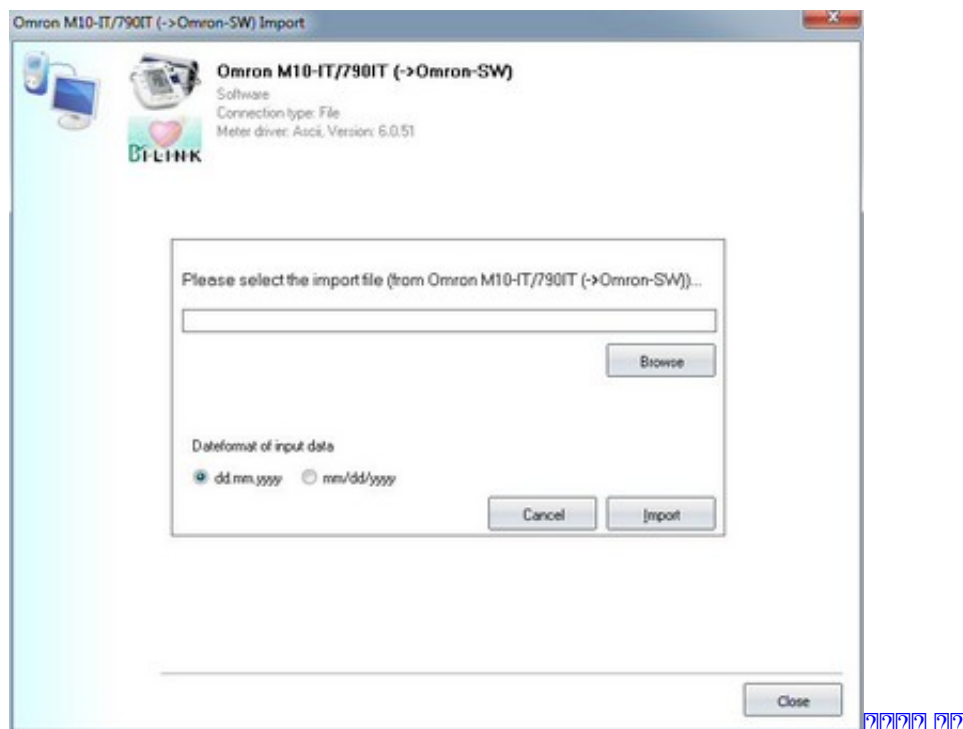 Omron M10-IT/790IT (->Omron-SW) Import
Omron M10-IT/790IT (->Omron-SW)
Software
Connection type: File
Meter driver: Ascii, Version: 6.0.51
Bi-LINK
Please select the import file (from Omron M10-IT/790IT (->Omron-SW))...
Browse
Dateformat of input data
dd.mm.yyyy mm/dd/yyyy
Cancel Import
Close